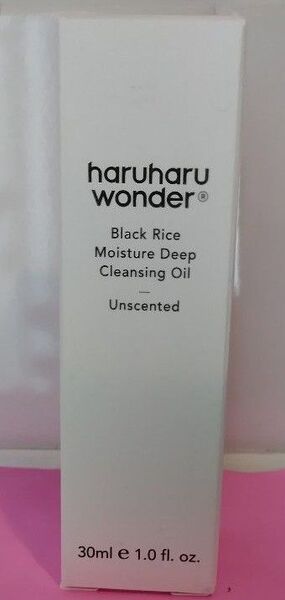 haruharu
wonder®
Black Rice
Moisture Deep
Cleansing Oil
—
Unscented
30ml ℮ 1.0 fl. oz.